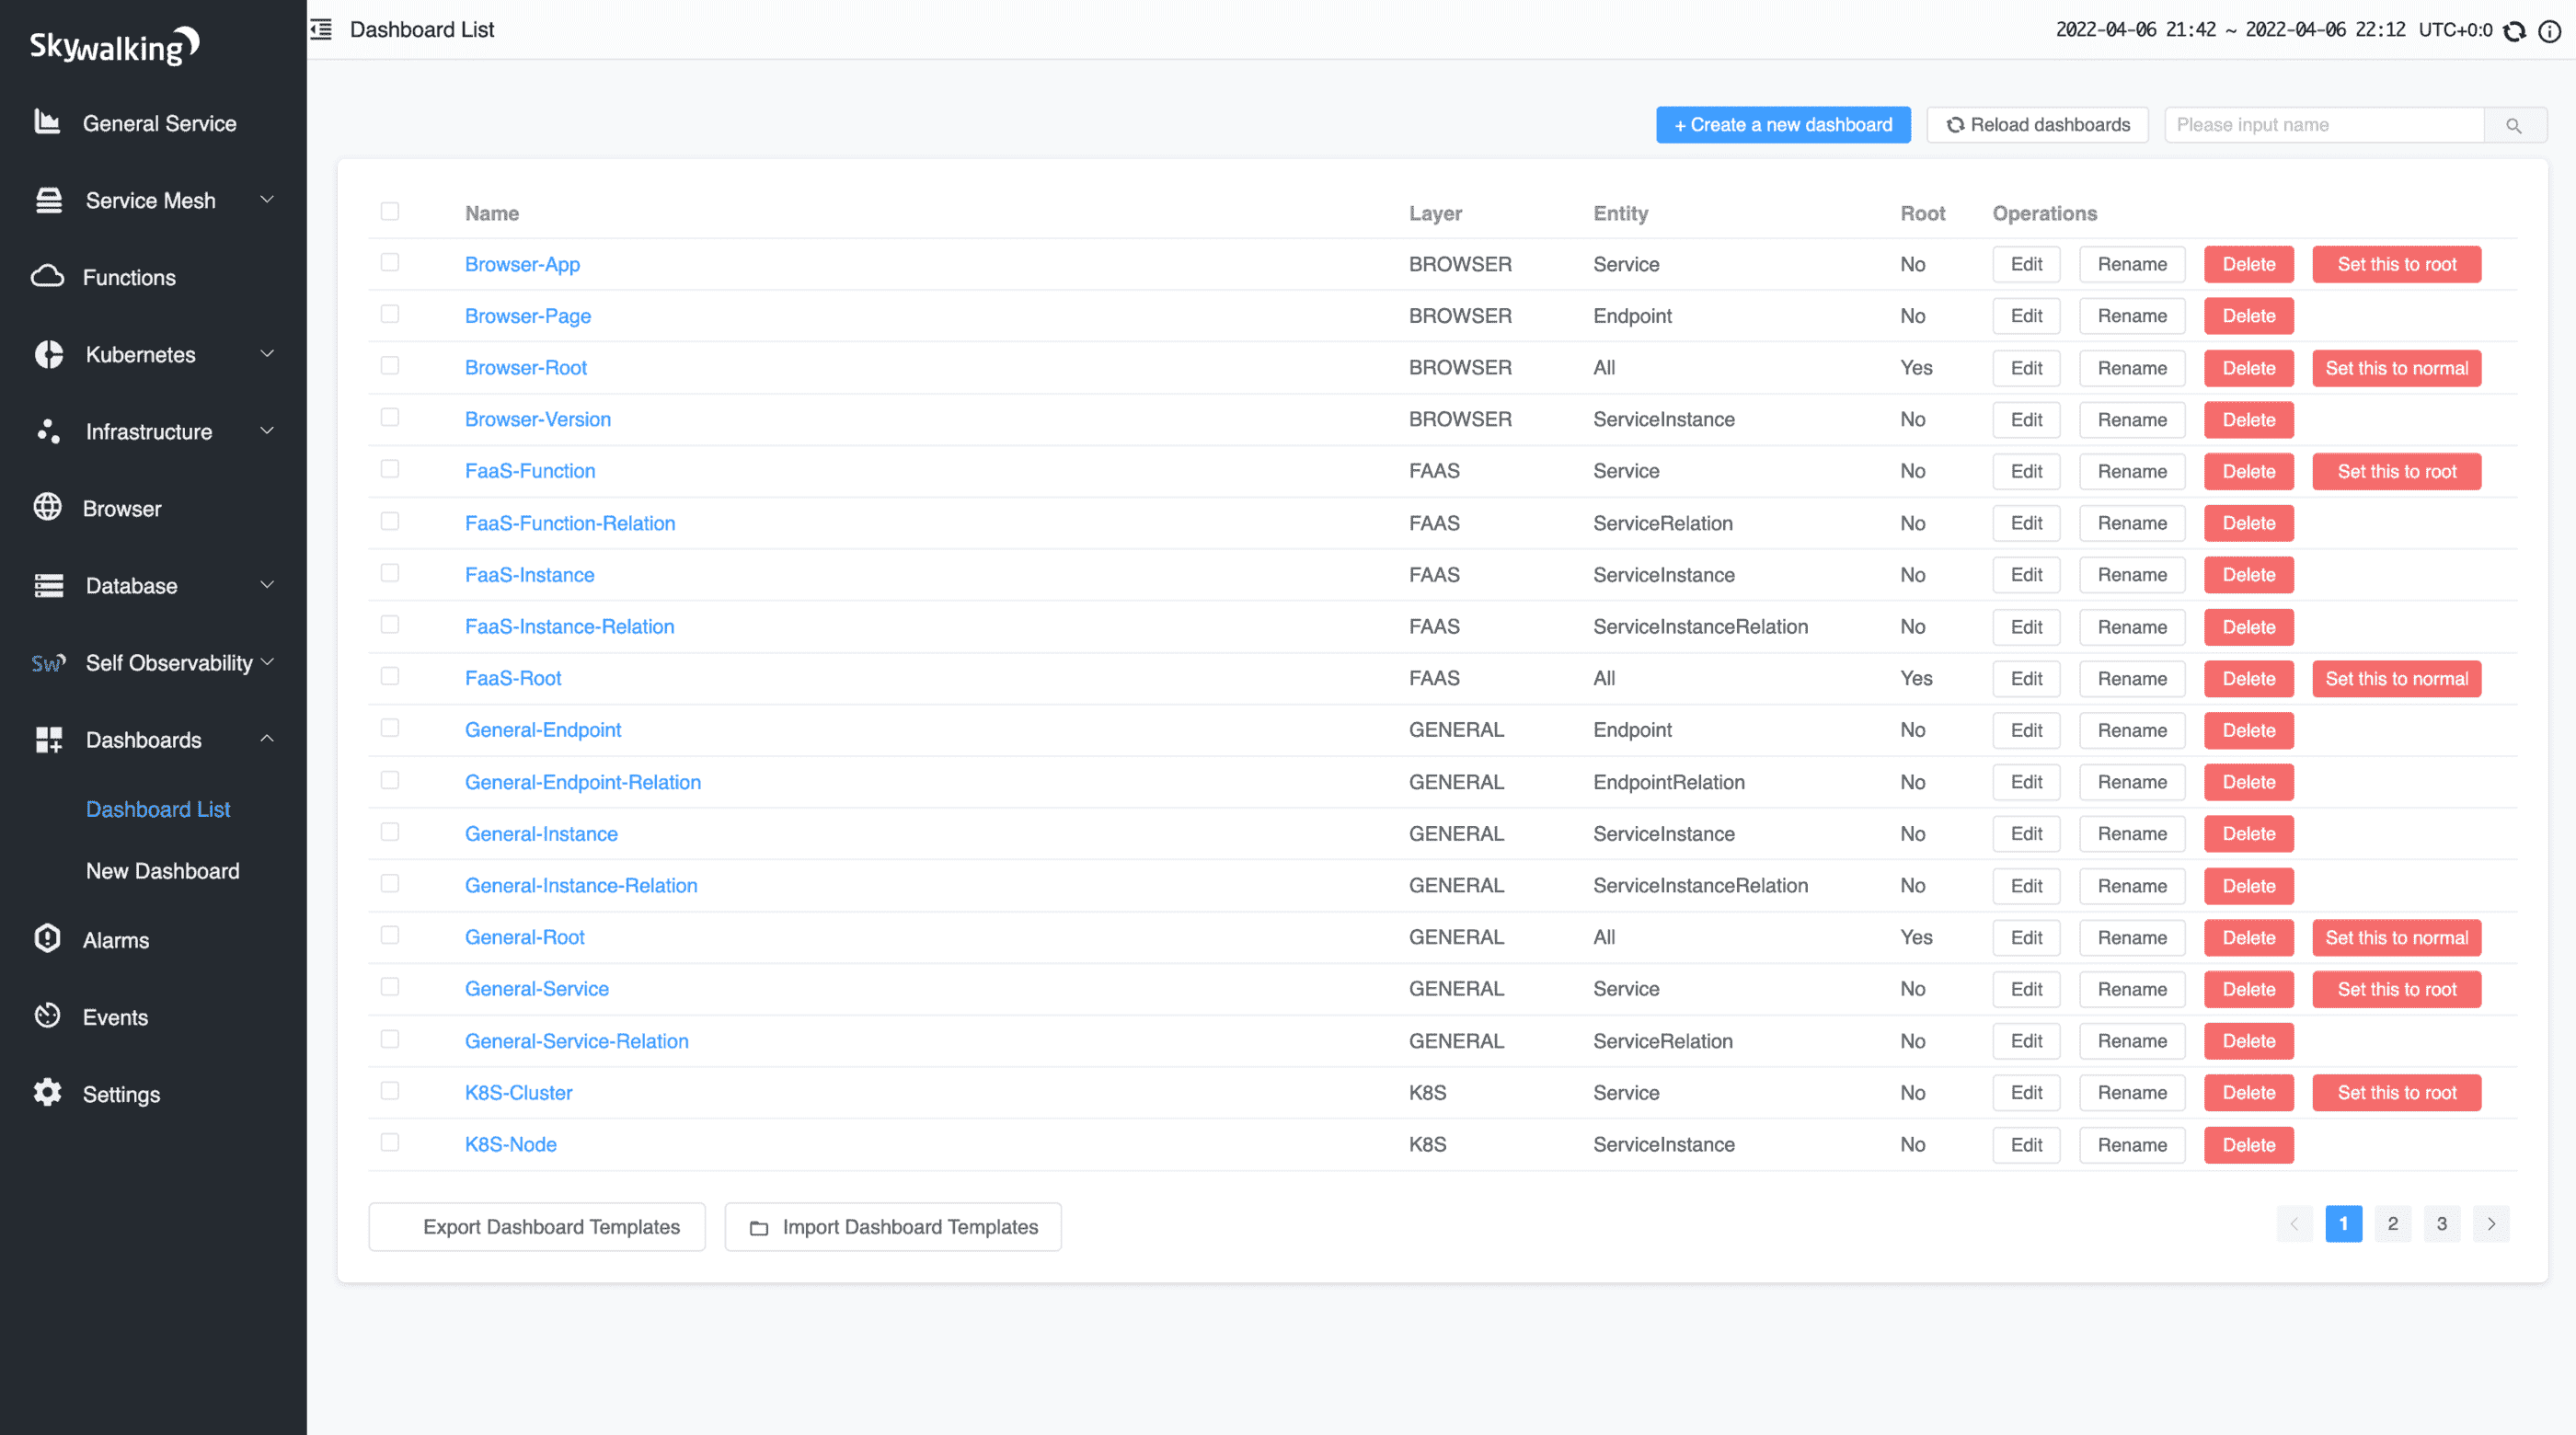 Skywalking
General Service
Service Mesh
Functions
Kubernetes
Infrastructure
Browser
Database
Sw Self Observability
Dashboards
Dashboard List
New Dashboard
Alarms
Events
Settings
Dashboard List
2022-04-06 21:42 ~ 2022-04-06 22:12 UTC+0:0
+ Create a new dashboard Reload dashboards Please input name
Name Layer Entity Root Operations
Browser-App BROWSER Service No Edit Rename Delete Set this to root
Browser-Page BROWSER Endpoint No Edit Rename Delete
Browser-Root BROWSER All Yes Edit Rename Delete Set this to normal
Browser-Version BROWSER ServiceInstance No Edit Rename Delete
FaaS-Function FAAS Service No Edit Rename Delete Set this to root
FaaS-Function-Relation FAAS ServiceRelation No Edit Rename Delete
FaaS-Instance FAAS ServiceInstance No Edit Rename Delete
FaaS-Instance-Relation FAAS ServiceInstanceRelation No Edit Rename Delete
FaaS-Root FAAS All Yes Edit Rename Delete Set this to normal
General-Endpoint GENERAL Endpoint No Edit Rename Delete
General-Endpoint-Relation GENERAL EndpointRelation No Edit Rename Delete
General-Instance GENERAL ServiceInstance No Edit Rename Delete
General-Instance-Relation GENERAL ServiceInstanceRelation No Edit Rename Delete
General-Root GENERAL All Yes Edit Rename Delete Set this to normal
General-Service GENERAL Service No Edit Rename Delete Set this to root
General-Service-Relation GENERAL ServiceRelation No Edit Rename Delete
K8S-Cluster K8S Service No Edit Rename Delete Set this to root
K8S-Node K8S ServiceInstance No Edit Rename Delete
Export Dashboard Templates Import Dashboard Templates 1 2 3